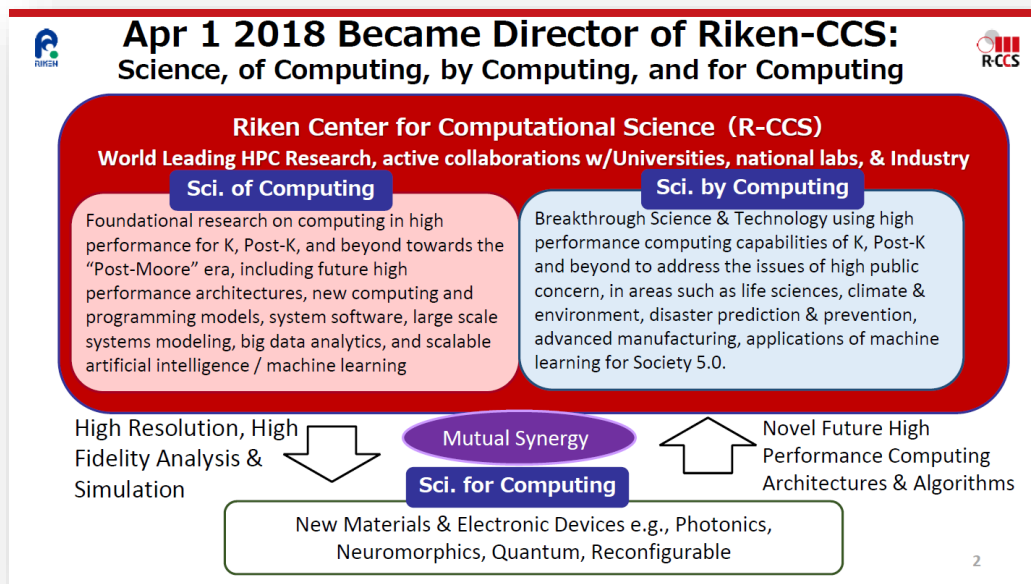 Apr 1 2018 Became Director of Riken-CCS:
Science, of Computing, by Computing, and for Computing
RIKEN
R-CCS
Riken Center for Computational Science (R-CCS)
World Leading HPC Research, active collaborations w/Universities, national labs, & Industry
Sci. of Computing
Foundational research on computing in high
performance for K, Post-K, and beyond towards the
“Post-Moore” era, including future high
performance architectures, new computing and
programming models, system software, large scale
systems modeling, big data analytics, and scalable
artificial intelligence / machine learning
Sci. by Computing
Breakthrough Science & Technology using high
performance computing capabilities of K, Post-K
and beyond to address the issues of high public
concern, in areas such as life sciences, climate &
environment, disaster prediction & prevention,
advanced manufacturing, applications of machine
learning for Society 5.0.
High Resolution, High
Fidelity Analysis &
Simulation
Mutual Synergy
Novel Future High
Performance Computing
Architectures & Algorithms
Sci. for Computing
New Materials & Electronic Devices e.g., Photonics,
Neuromorphics, Quantum, Reconfigurable
2